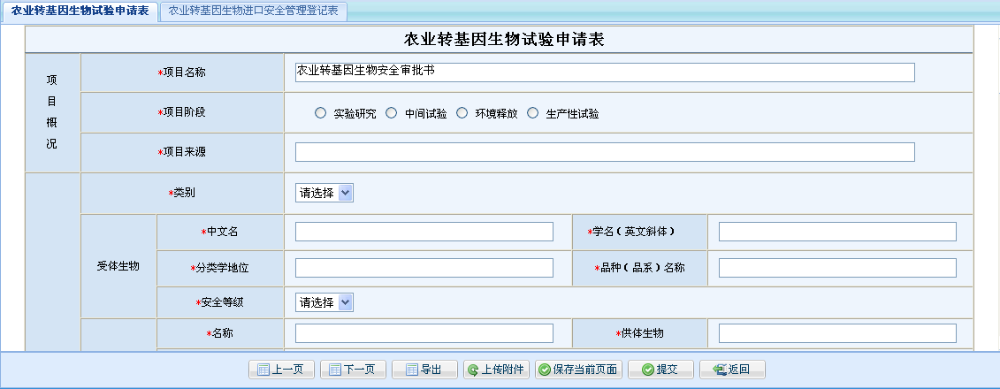 农业转基因生物试验申请表
农业转基因生物进口安全管理登记表
农业转基因生物试验申请表
项目概况
*项目名称
农业转基因生物安全审批书
*项目阶段
实验研究 中间试验 环境释放 生产性试验
*项目来源
*类别
请选择
受体生物
*中文名
*学名（英文斜体）
*分类学地位
*品种（品系）名称
*安全等级
请选择
*名称
*供体生物
上一页 下一页 导出 上传附件 保存当前页面 提交 返回